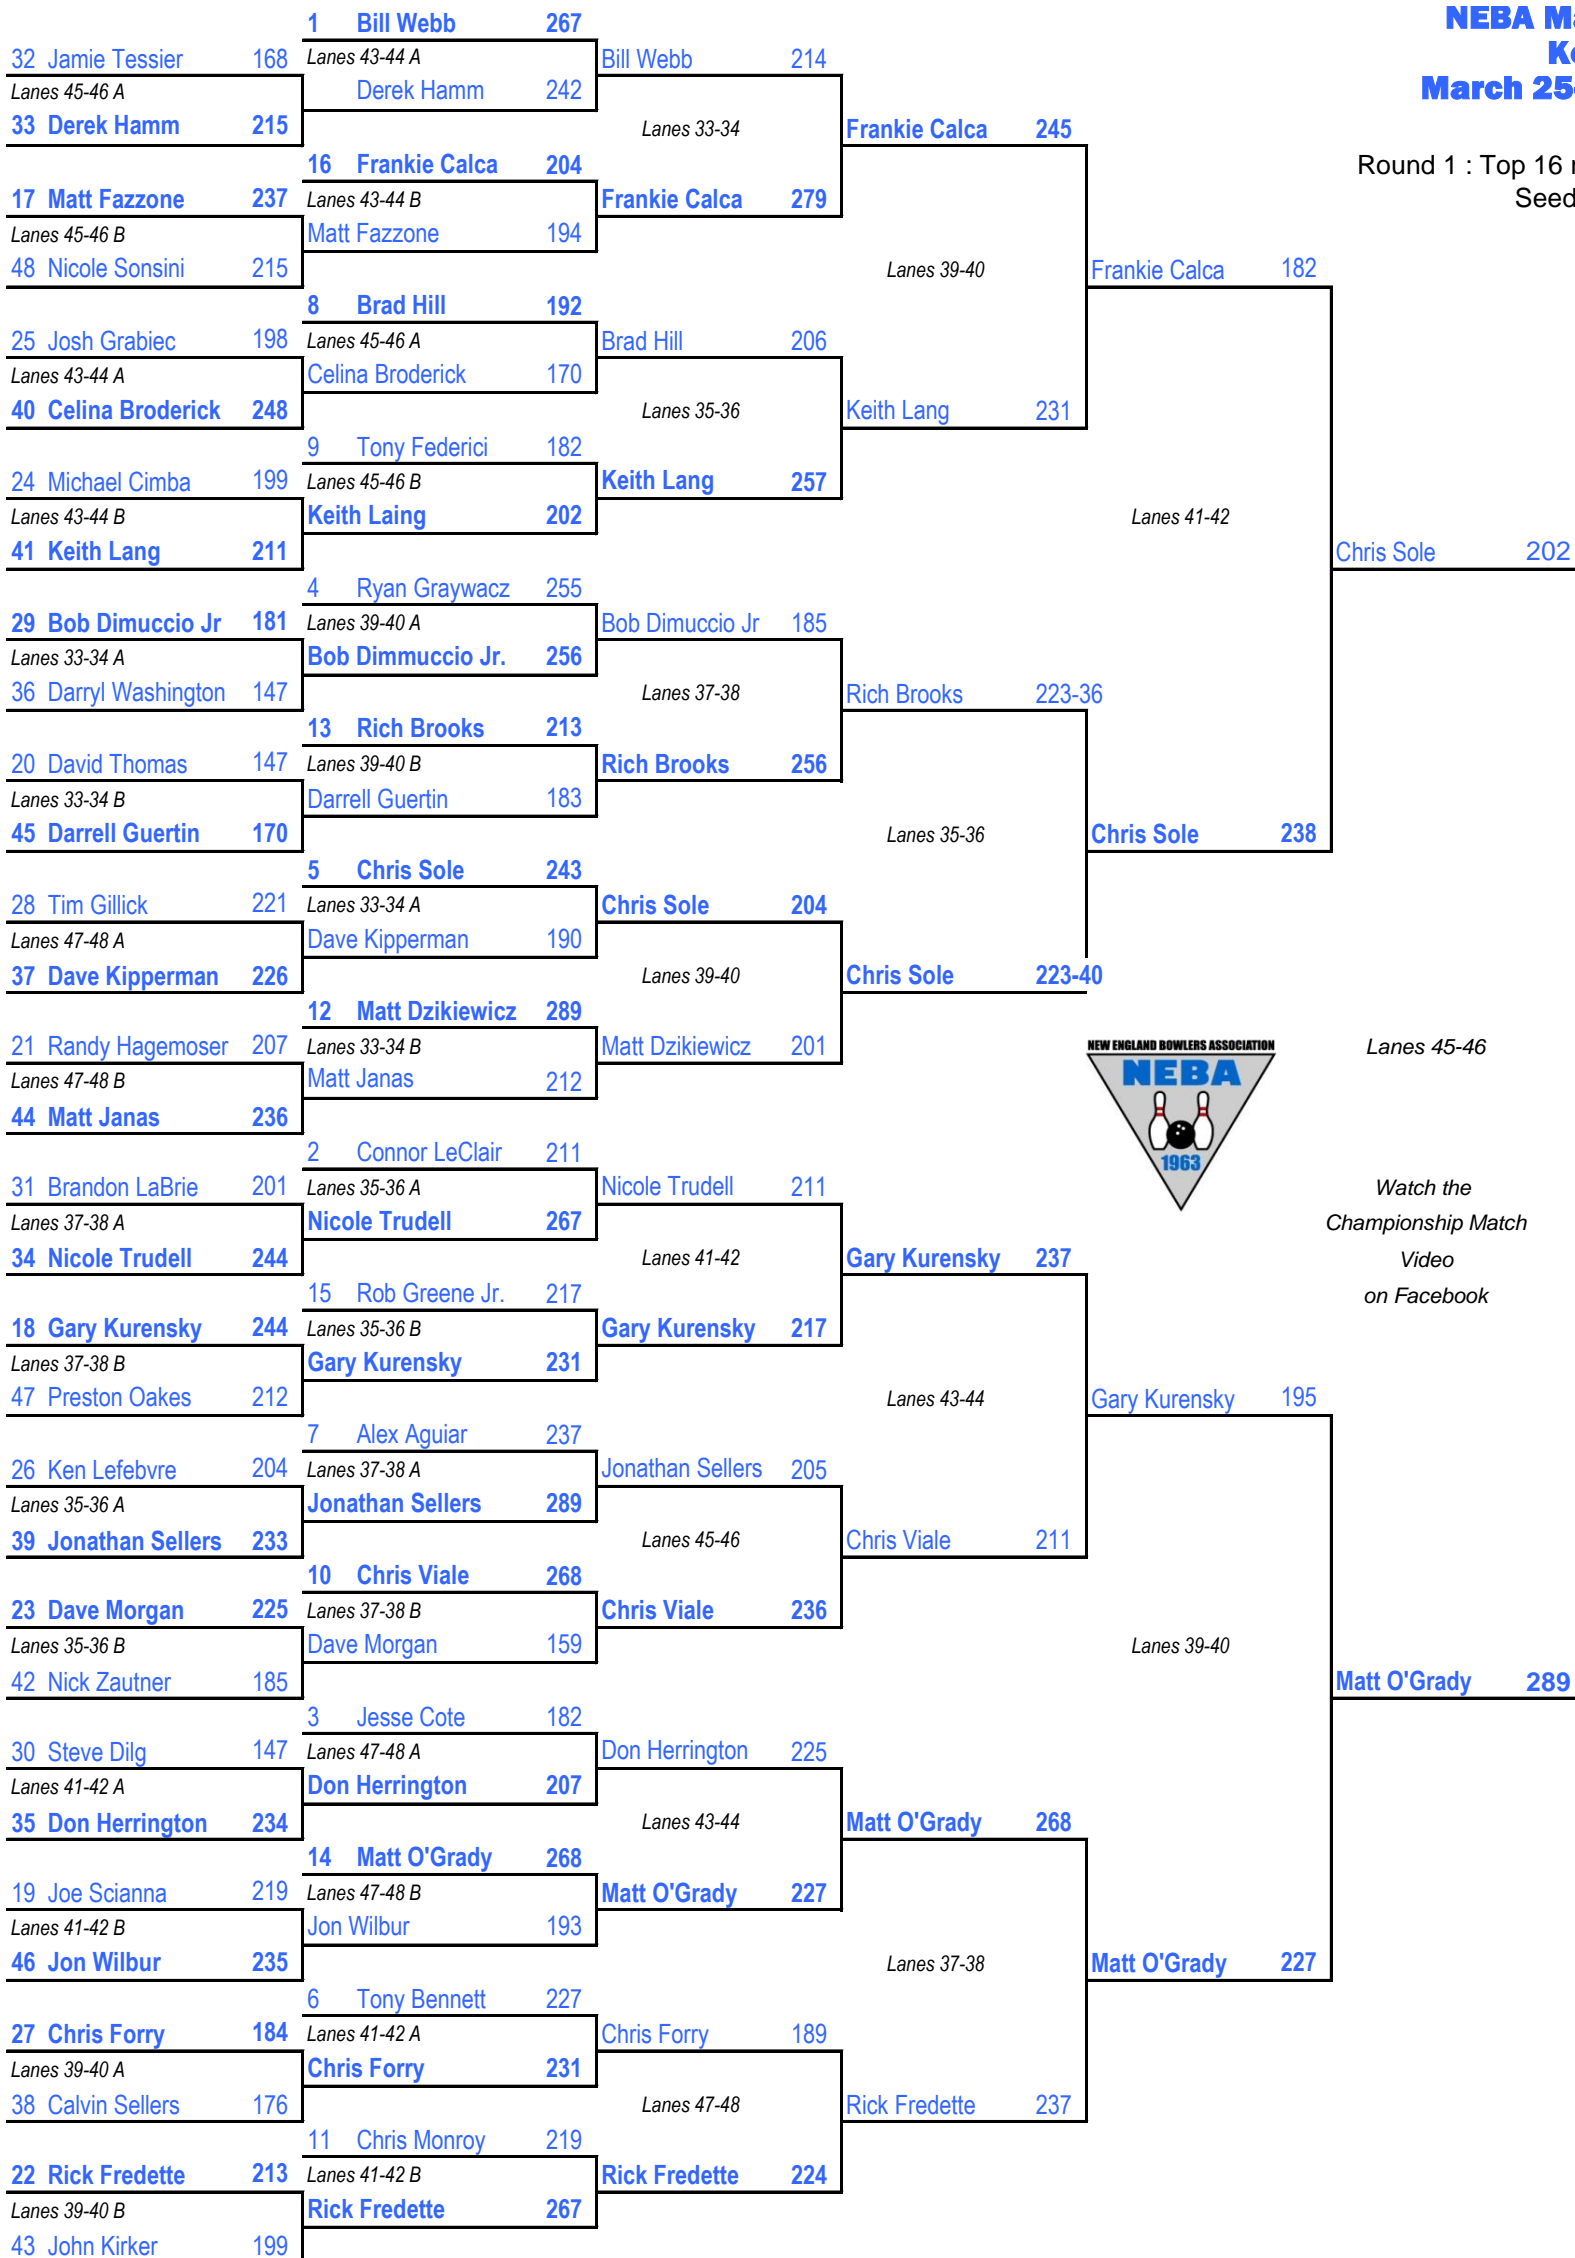 NEBA Ma
Ke
March 25-
Round 1 : Top 16 r
Seed
32 Jamie Tessier 168
Lanes 45-46 A
33 Derek Hamm 215
17 Matt Fazzone 237
Lanes 45-46 B
48 Nicole Sonsini 215
25 Josh Grabiec 198
Lanes 43-44 A
40 Celina Broderick 248
24 Michael Cimba 199
Lanes 43-44 B
41 Keith Lang 211
29 Bob Dimuccio Jr 181
Lanes 33-34 A
36 Darryl Washington 147
20 David Thomas 147
Lanes 33-34 B
45 Darrell Guertin 170
28 Tim Gillick 221
Lanes 47-48 A
37 Dave Kipperman 226
21 Randy Hagemoser 207
Lanes 47-48 B
44 Matt Janas 236
31 Brandon LaBrie 201
Lanes 37-38 A
34 Nicole Trudell 244
18 Gary Kurensky 244
Lanes 37-38 B
47 Preston Oakes 212
26 Ken Lefebvre 204
Lanes 35-36 A
39 Jonathan Sellers 233
23 Dave Morgan 225
Lanes 35-36 B
42 Nick Zautner 185
30 Steve Dilg 147
Lanes 41-42 A
35 Don Herrington 234
19 Joe Scianna 219
Lanes 41-42 B
46 Jon Wilbur 235
27 Chris Forry 184
Lanes 39-40 A
38 Calvin Sellers 176
22 Rick Fredette 213
Lanes 39-40 B
43 John Kirker 199
1 Bill Webb 267
Lanes 43-44 A
Derek Hamm 242
16 Frankie Calca 204
Lanes 43-44 B
Matt Fazzone 194
8 Brad Hill 192
Lanes 45-46 A
Celina Broderick 170
9 Tony Federici 182
Lanes 45-46 B
Keith Laing 202
4 Ryan Graywacz 255
Lanes 39-40 A
Bob Dimmuccio Jr. 256
13 Rich Brooks 213
Lanes 39-40 B
Darrell Guertin 183
5 Chris Sole 243
Lanes 33-34 A
Dave Kipperman 190
12 Matt Dzikiewicz 289
Lanes 33-34 B
Matt Janas 212
2 Connor LeClair 211
Lanes 35-36 A
Nicole Trudell 267
15 Rob Greene Jr. 217
Lanes 35-36 B
Gary Kurensky 231
7 Alex Aguiar 237
Lanes 37-38 A
Jonathan Sellers 289
10 Chris Viale 268
Lanes 37-38 B
Dave Morgan 159
3 Jesse Cote 182
Lanes 47-48 A
Don Herrington 207
14 Matt O'Grady 268
Lanes 47-48 B
Jon Wilbur 193
6 Tony Bennett 227
Lanes 41-42 A
Chris Forry 231
11 Chris Monroy 219
Lanes 41-42 B
Rick Fredette 267
Bill Webb 214
Lanes 33-34
Frankie Calca 279
Brad Hill 206
Lanes 35-36
Keith Lang 257
Bob Dimuccio Jr 185
Lanes 37-38
Rich Brooks 256
Chris Sole 204
Lanes 39-40
Matt Dzikiewicz 201
Nicole Trudell 211
Lanes 41-42
Gary Kurensky 217
Jonathan Sellers 205
Lanes 45-46
Chris Viale 236
Don Herrington 225
Lanes 43-44
Matt O'Grady 227
Chris Forry 189
Lanes 47-48
Rick Fredette 224
Frankie Calca 245
Lanes 39-40
Keith Lang 231
Rich Brooks 223-36
Lanes 35-36
Chris Sole 223-40
Gary Kurensky 237
Lanes 43-44
Chris Viale 211
Matt O'Grady 268
Lanes 37-38
Rick Fredette 237
Frankie Calca 182
Lanes 41-42
Chris Sole 238
Gary Kurensky 195
Lanes 39-40
Matt O'Grady 227
Chris Sole 202
Lanes 45-46
Matt O'Grady 289
NEW ENGLAND BOWLERS ASSOCIATION
NEBA
1963
Watch the
Championship Match
Video
on Facebook